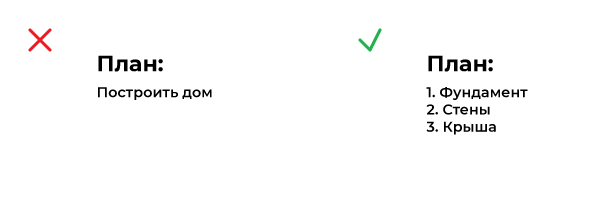 План:
Построить дом
План:
1. Фундамент
2. Стены
3. Крыша